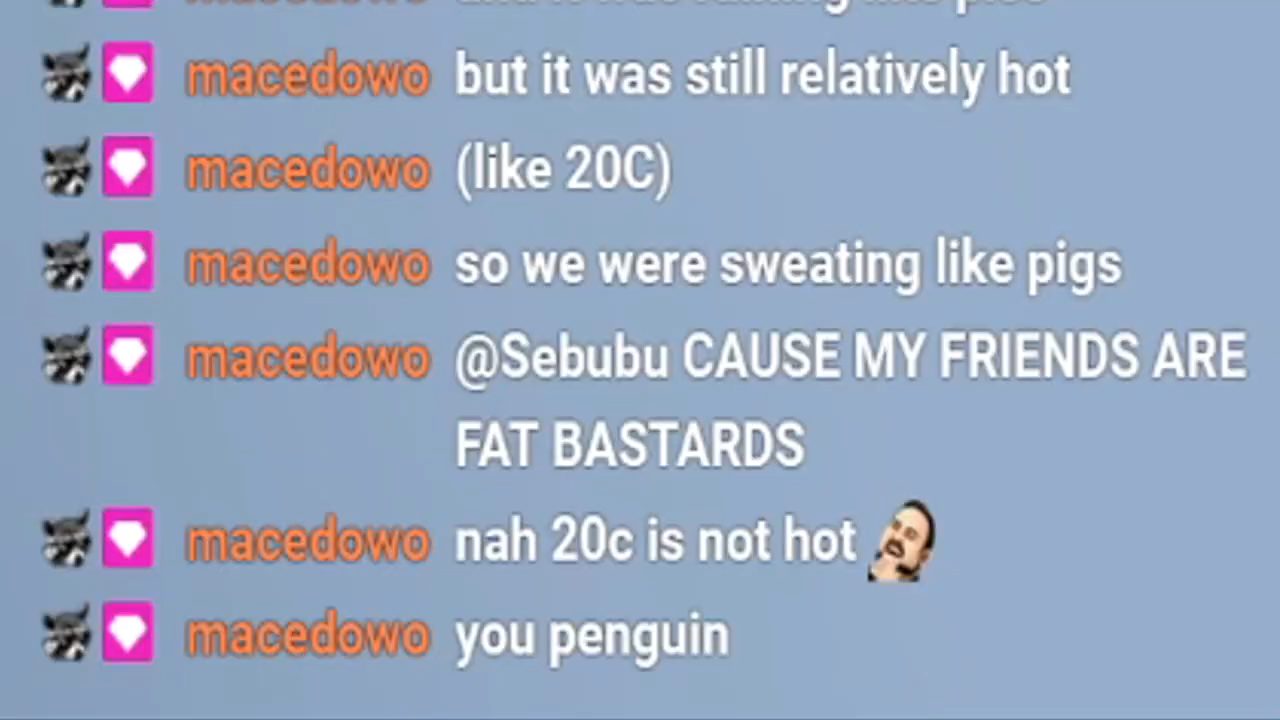 macedowo but it was still relatively hot
macedowo (like 20C)
macedowo so we were sweating like pigs
macedowo @Sebubu CAUSE MY FRIENDS ARE
FAT BASTARDS
macedowo nah 20c is not hot
macedowo you penguin